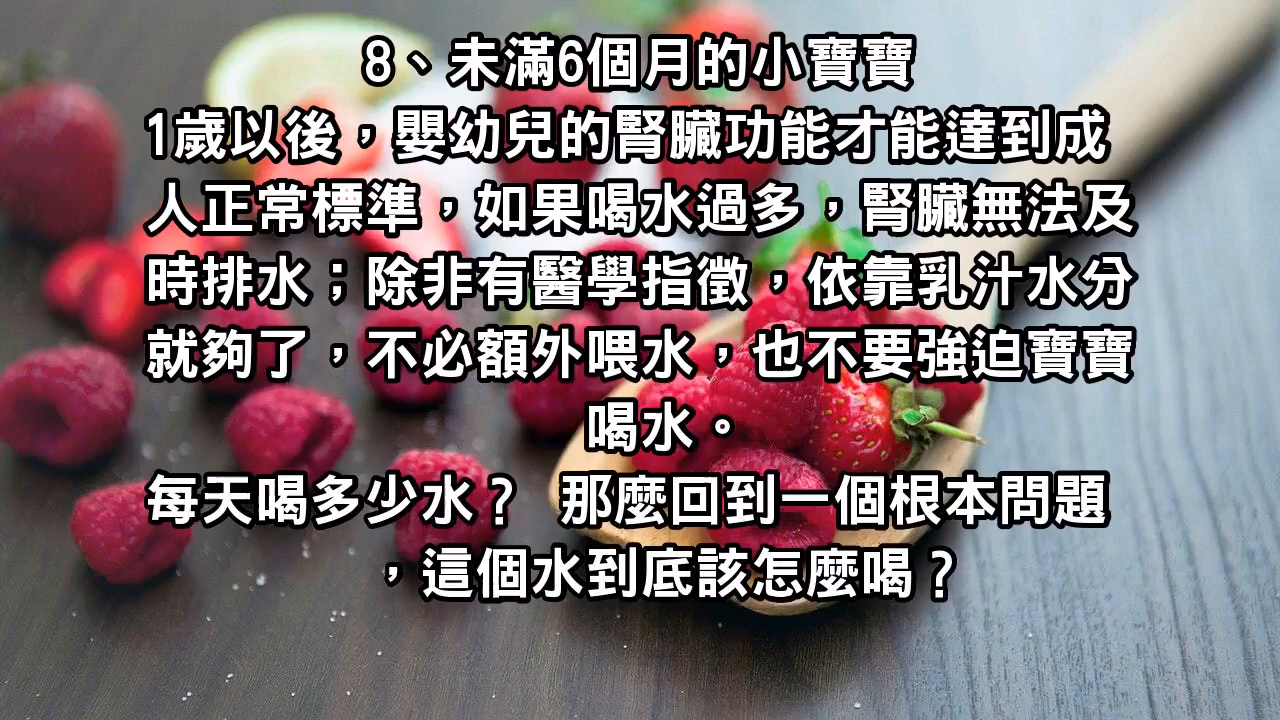 8、未滿6個月的小寶寶
1歲以後，嬰幼兒的腎臟功能才能達到成
人正常標準，如果喝水過多，腎臟無法及
時排水；除非有醫學指徵，依靠乳汁水分
就夠了，不必額外喂水，也不要強迫寶寶
喝水。
每天喝多少水？ 那麼回到一個根本問題
，這個水到底該怎麼喝？